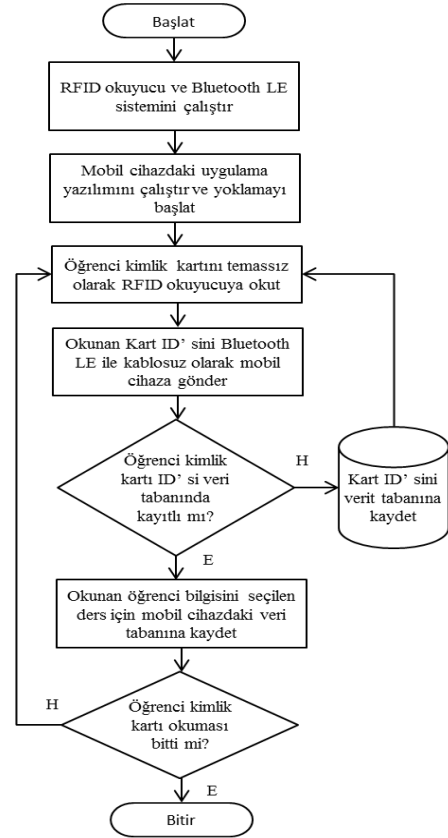 Başlat
RFID okuyucu ve Bluetooth LE
sistemini çalıştır
Mobil cihazdaki uygulama
yazılımını çalıştır ve yoklamayı
başlat
Öğrenci kimlik kartını temassız
olarak RFID okuyucuya okut
Okunan Kart ID’ sini Bluetooth
LE ile kablosuz olarak mobil
cihaza gönder
Öğrenci kimlik
kartı ID’ si veri
tabanında
kayıtlı mı?
H
Kart ID’ sini
verit tabanına
kaydet
E
Okunan öğrenci bilgisini seçilen
ders için mobil cihazdaki veri
tabanına kaydet
H
Öğrenci kimlik
kartı okuması
bitti mi?
E
Bitir